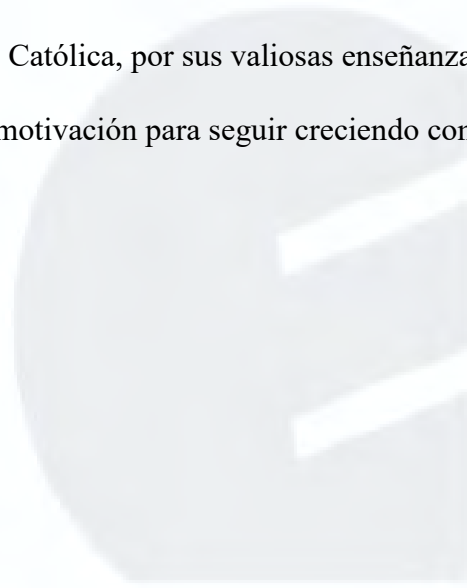 Católica, por sus valiosas enseñanza
motivación para seguir creciendo con